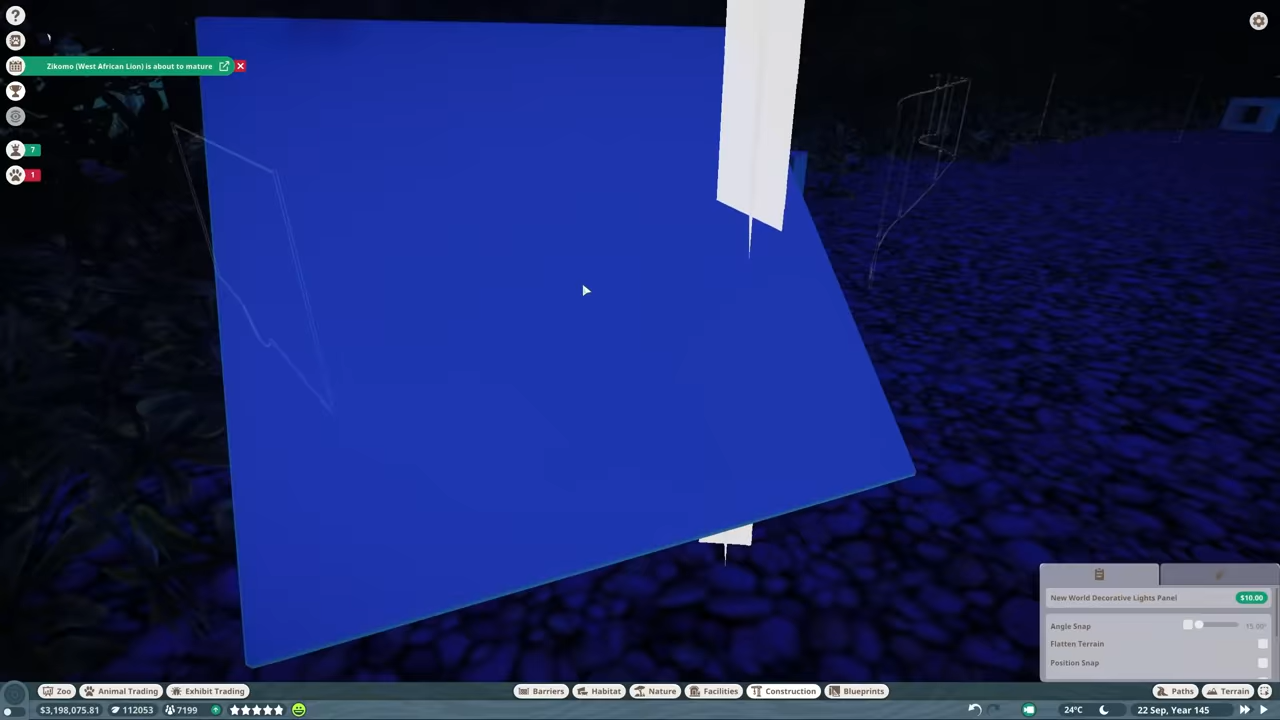 Zikomo (West African Lion) is about to mature
7
1
New World Decorative Lights Panel
$10.00
Angle Snap
15.00°
Flatten Terrain
Position Snap
Zoo
Animal Trading
Exhibit Trading
Barriers
Habitat
Nature
Facilities
Construction
Blueprints
Paths
Terrain
$3,198,075.81
112053
7199
24°C
22 Sep, Year 145